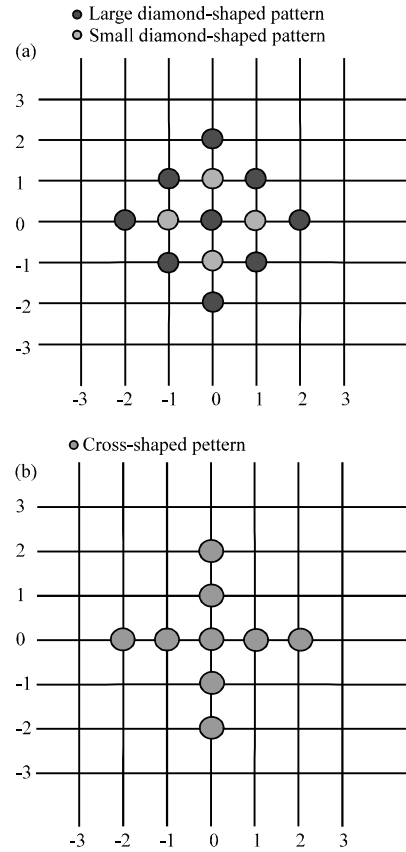 Large diamond-shaped pattern
Small diamond-shaped pattern
(a)
3
2
1
0
-1
-2
-3
-3 -2 -1 0 1 2 3
Cross-shaped pettern
(b)
3
2
1
0
-1
-2
-3
-3 -2 -1 0 1 2 3